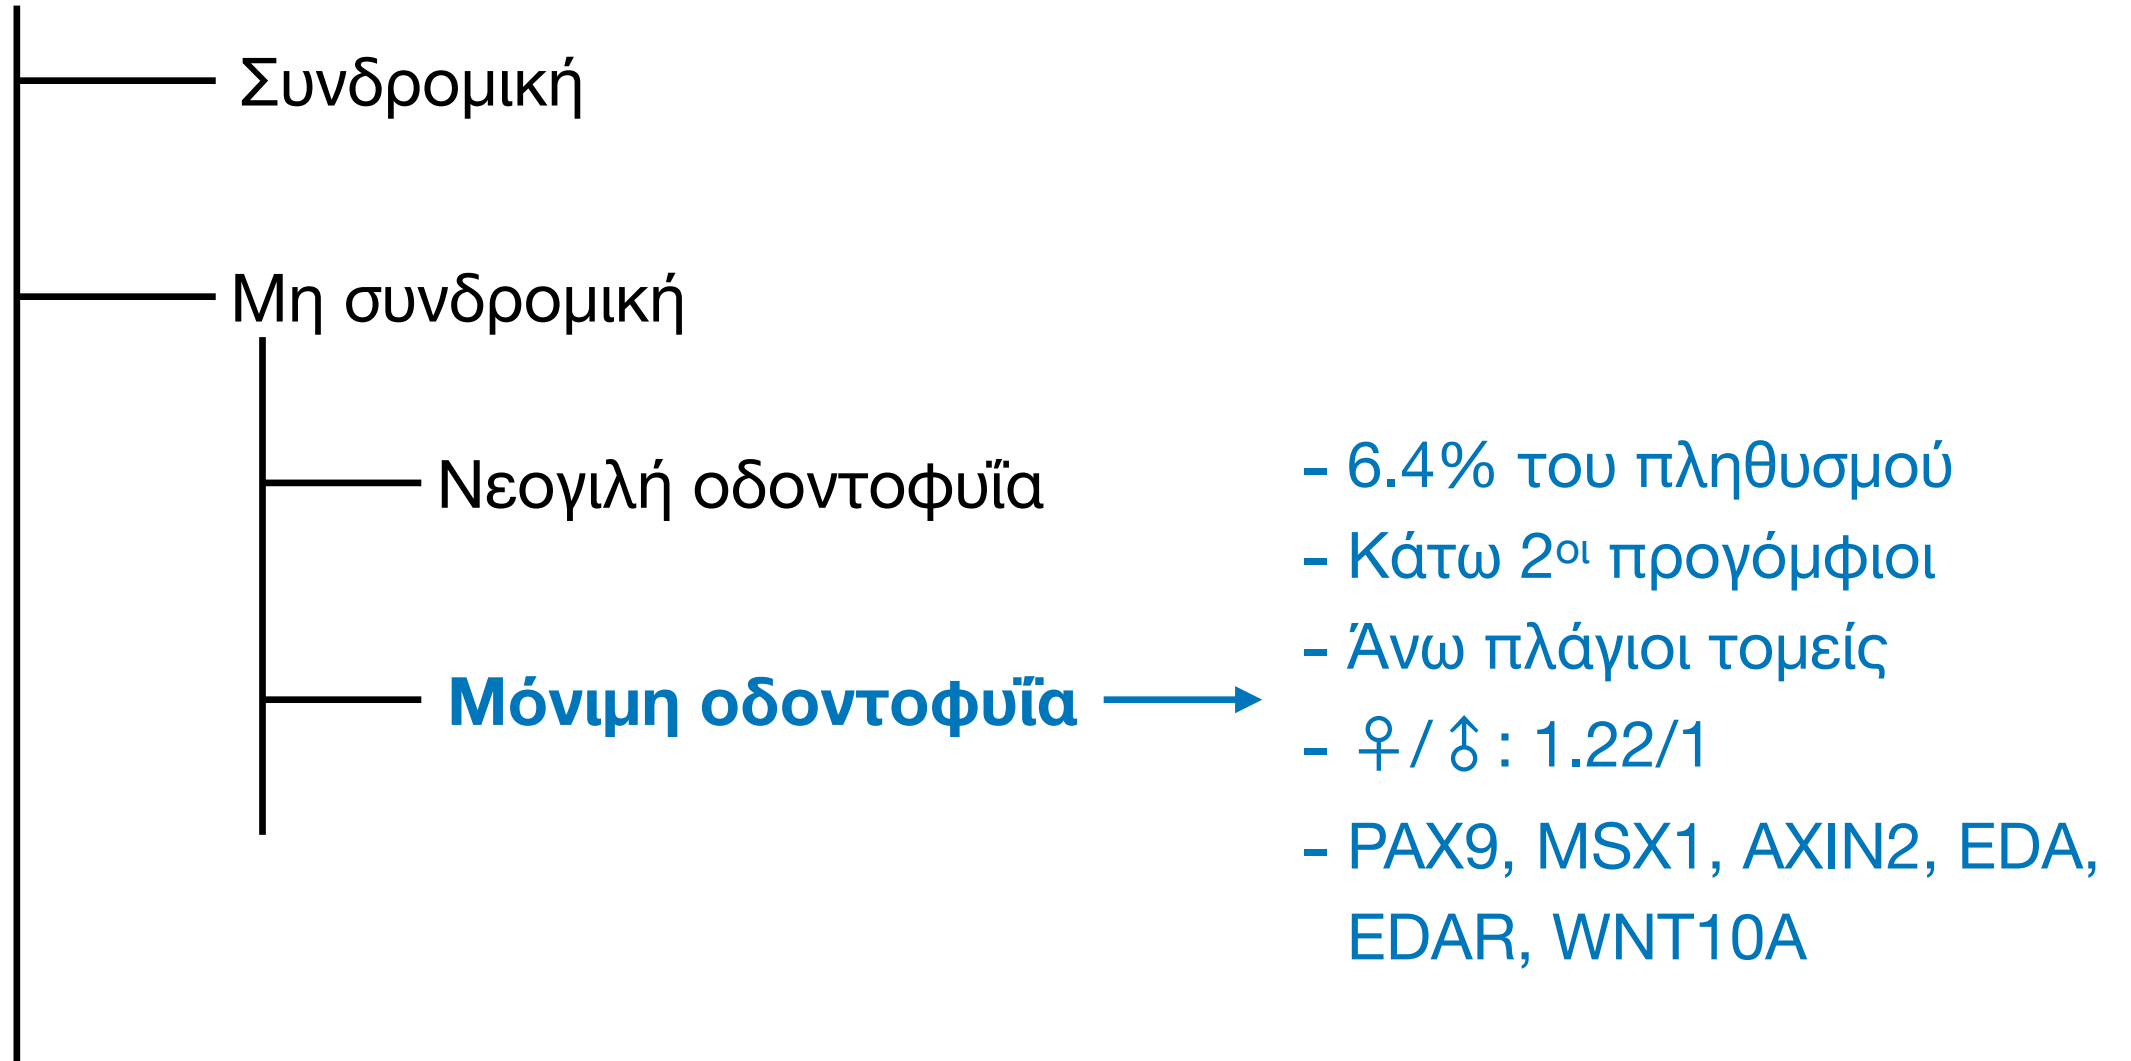 Συνδρομική
Μη συνδρομική
Νεογιλή οδοντοφυΐα
Μόνιμη οδοντοφυΐα
- 6.4% του πληθυσμού
- Κάτω 2οι προγόμφιοι
- Άνω πλάγιοι τομείς
- ♀/♂: 1.22/1
- PAX9, MSX1, AXIN2, EDA,
EDAR, WNT10A